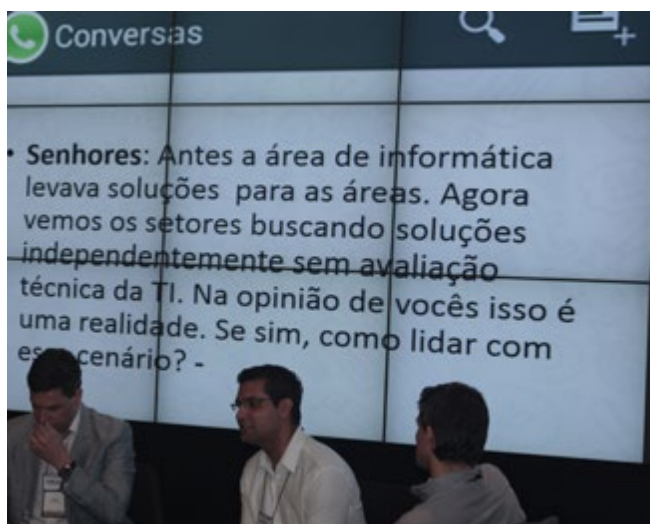 Conversas
• Senhores: Antes a área de informática
levava soluções para as áreas. Agora
vemos os setores buscando soluções
independentemente sem avaliação
técnica da TI. Na opinião de vocês isso é
uma realidade. Se sim, como lidar com
esse cenário? -